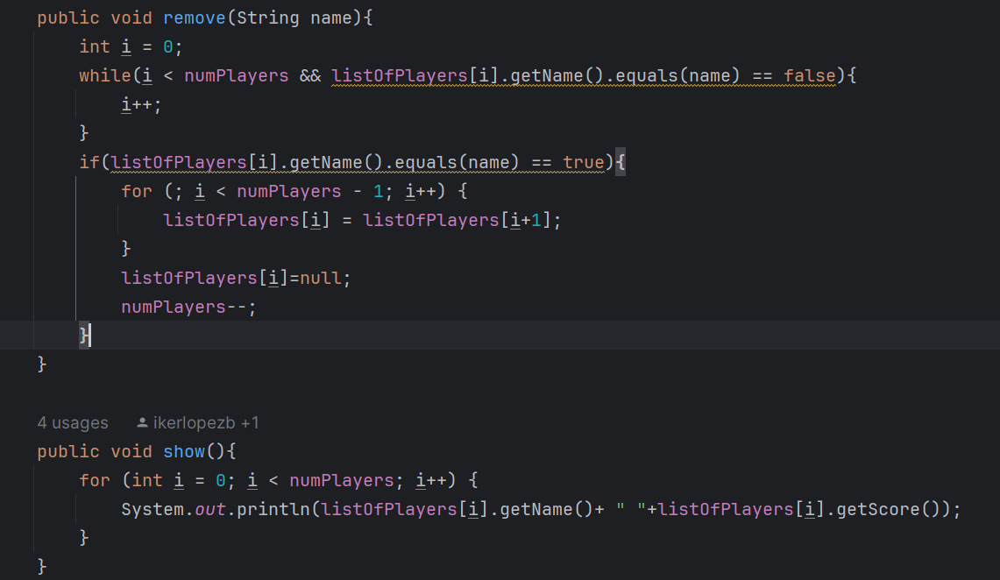 public void remove(String name){
int i = 0;
while(i < numPlayers && listOfPlayers[i].getName().equals(name) == false){
i++;
}
if(listOfPlayers[i].getName().equals(name) == true){
for (; i < numPlayers - 1; i++) {
listOfPlayers[i] = listOfPlayers[i+1];
}
listOfPlayers[i]=null;
numPlayers--;
}
}
4 usages ikerlopezb +1
public void show(){
for (int i = 0; i < numPlayers; i++) {
System.out.println(listOfPlayers[i].getName()+ " "+listOfPlayers[i].getScore());
}
}